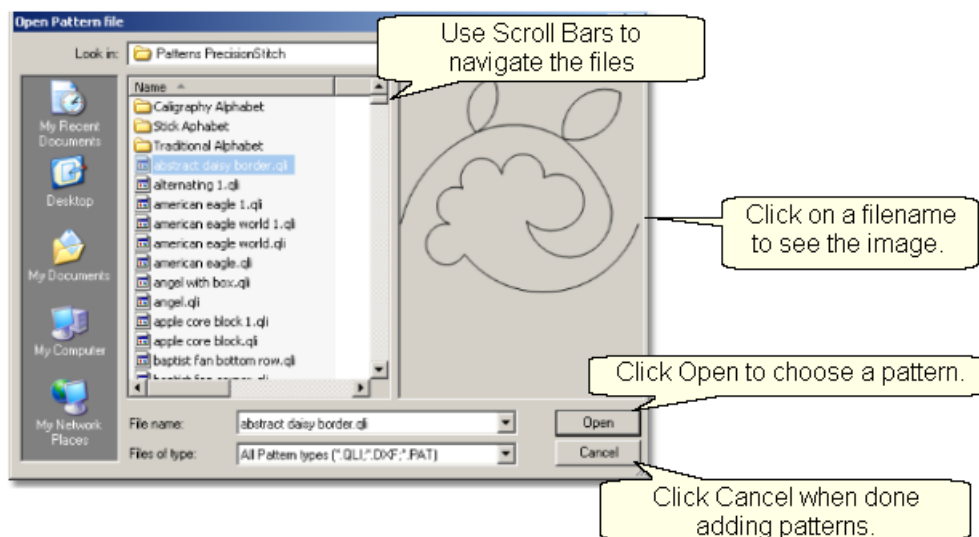 Open Pattern file
Use Scroll Bars to
navigate the files
Look in:
Patterns PrecisionStitch
Name
Caligraphy Alphabet
Stick Aphabet
Traditional Alphabet
abstract daisy border.qli
alternating 1.qli
american eagle 1.qli
american eagle world 1.qli
american eagle world.qli
american eagle.qli
angel with box.qli
angel.qli
apple core block 1.qli
apple core block.qli
baptist fan bottom row.qli
My Recent
Documents
Desktop
My Documents
My Computer
My Network
Places
Click on a filename
to see the image.
Click Open to choose a pattern.
File name:
abstract daisy border.qli
Open
Files of type:
All Pattern types (*.QLI;*.DXF;*.PAT)
Cancel
Click Cancel when done
adding patterns.